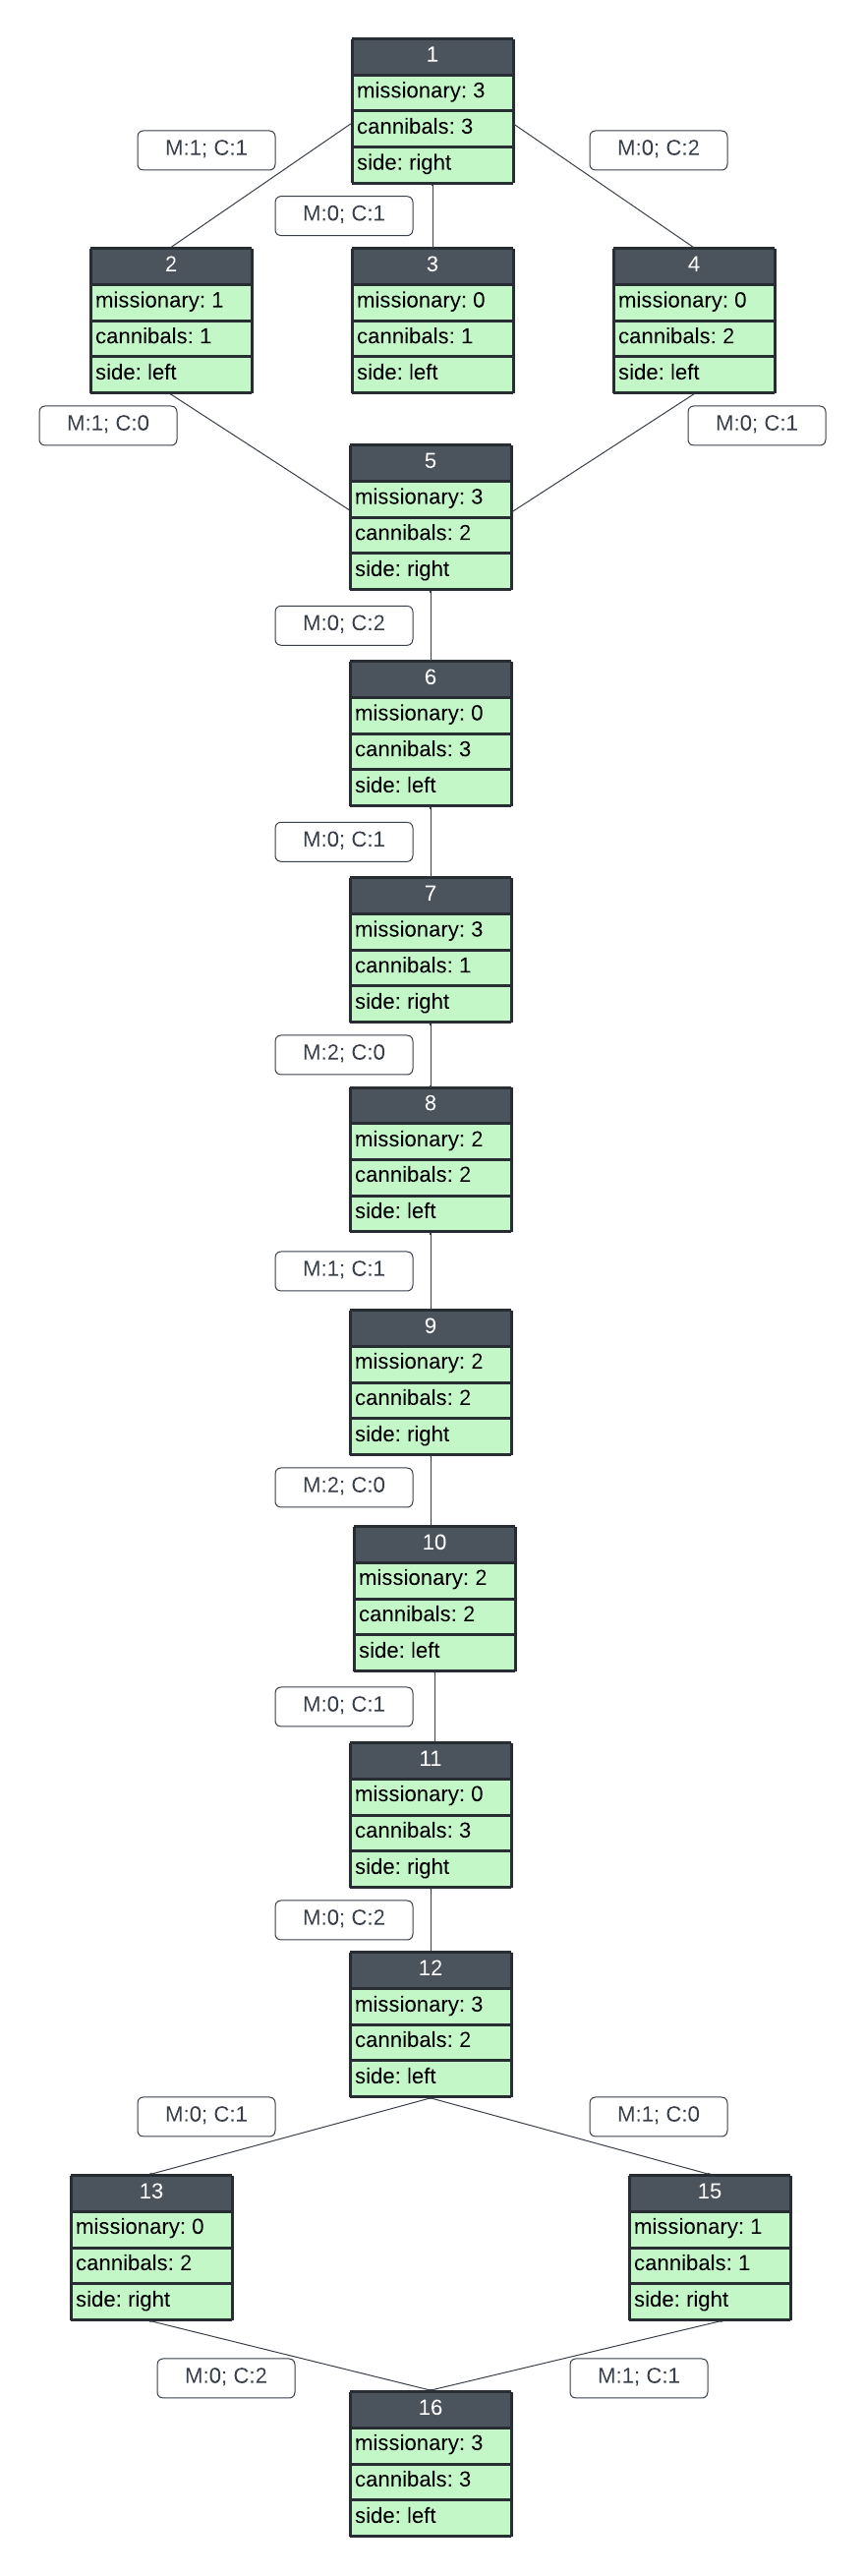 1
missionary: 3
cannibals: 3
side: right
M:1; C:1
M:0; C:2
M:0; C:1
2
missionary: 1
cannibals: 1
side: left
3
missionary: 0
cannibals: 1
side: left
4
missionary: 0
cannibals: 2
side: left
M:1; C:0
M:0; C:1
5
missionary: 3
cannibals: 2
side: right
M:0; C:2
6
missionary: 0
cannibals: 3
side: left
M:0; C:1
7
missionary: 3
cannibals: 1
side: right
M:2; C:0
8
missionary: 2
cannibals: 2
side: left
M:1; C:1
9
missionary: 2
cannibals: 2
side: right
M:2; C:0
10
missionary: 2
cannibals: 2
side: left
M:0; C:1
11
missionary: 0
cannibals: 3
side: right
M:0; C:2
12
missionary: 3
cannibals: 2
side: left
M:0; C:1
M:1; C:0
13
missionary: 0
cannibals: 2
side: right
15
missionary: 1
cannibals: 1
side: right
M:0; C:2
M:1; C:1
16
missionary: 3
cannibals: 3
side: left